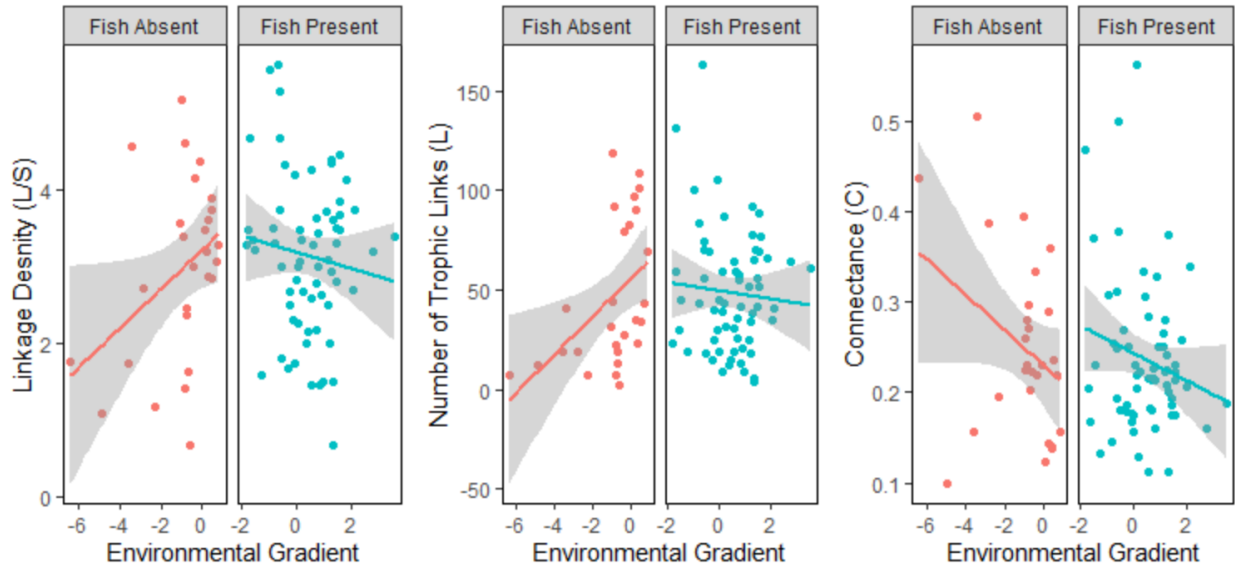 Fish Absent Fish Present
Linkage Desnity (L/S)
4
2
0
-6 -4 -2 0 -2 0 2
Environmental Gradient
Fish Absent Fish Present
Number of Trophic Links (L)
150
100
50
0
-50
-6 -4 -2 0 -2 0 2
Environmental Gradient
Fish Absent Fish Present
Connectance (C)
0.5
0.4
0.3
0.2
0.1
-6 -4 -2 0 -2 0 2
Environmental Gradient